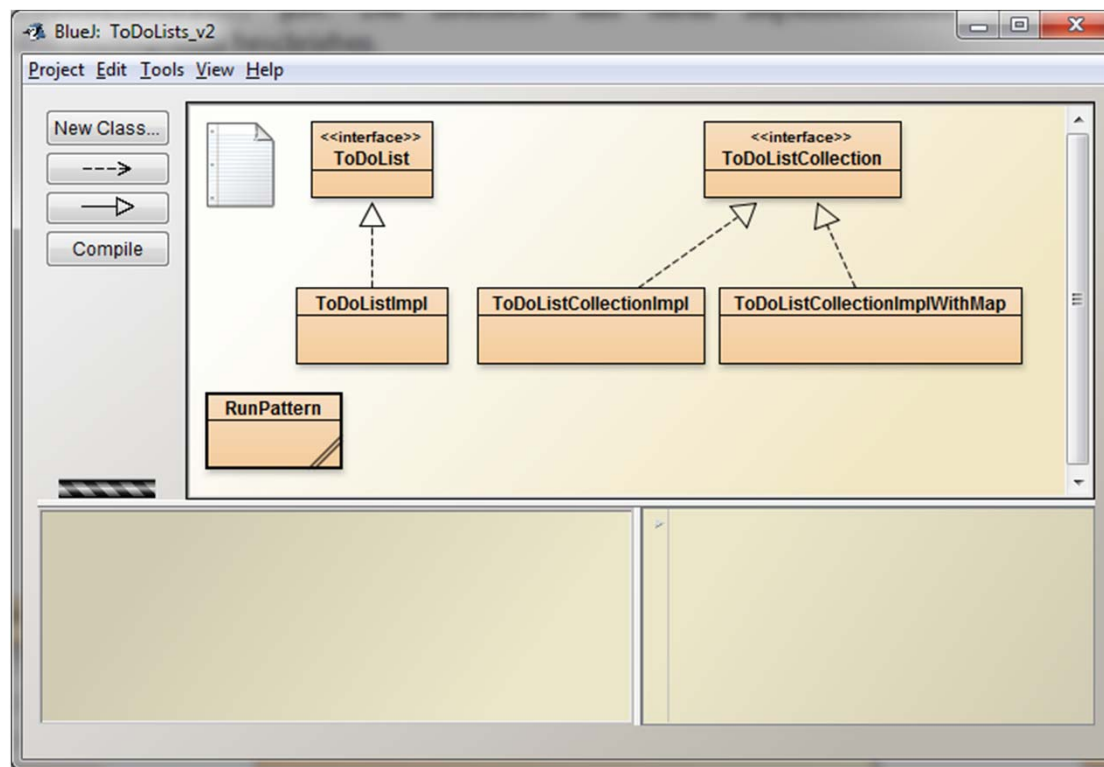 BlueJ: ToDoLists_v2
Project Edit Tools View Help
New Class...
Compile
<<interface>>
ToDoList
<<interface>>
ToDoListCollection
ToDoListImpl
ToDoListCollectionImpl
ToDoListCollectionImplWithMap
RunPattern